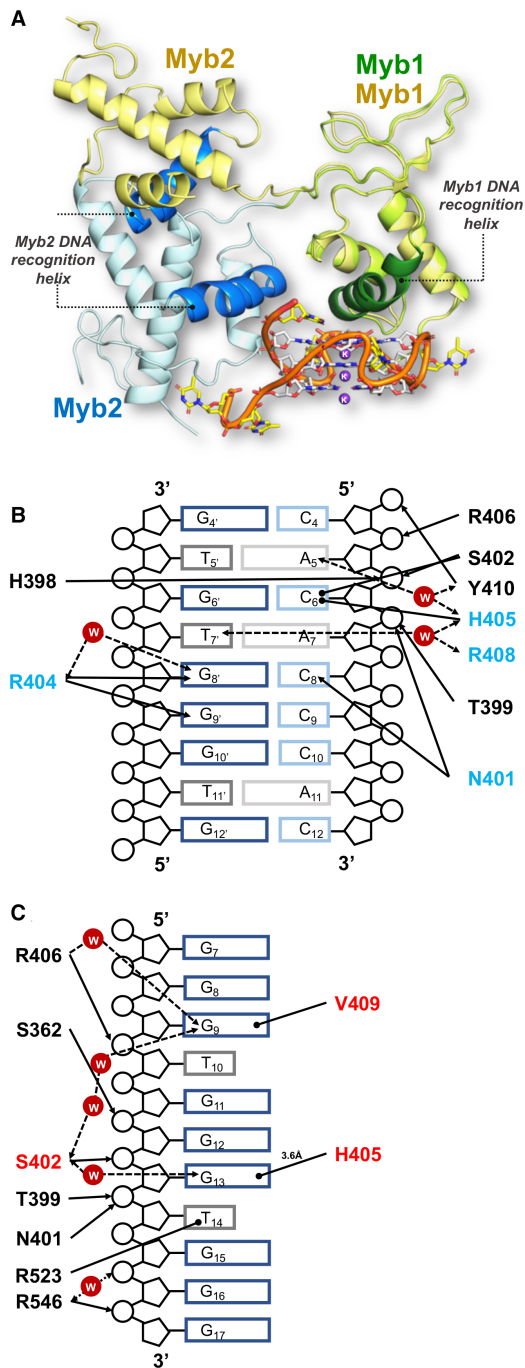 A
Myb2
Myb1
Myb1
Myb1 DNA
recognition
helix
Myb2 DNA
recognition
helix
K
K
K
Myb2
B
3’
5’
G4’
C4
R406
T5’
A5
S402
H398
G6’
C6
W
Y410
H405
W
T7’
A7
W
R408
R404
G8’
C8
G9’
C9
T399
G10’
C10
N401
T11’
A11
G12’
C12
5’
3’
C
5’
R406
W
G7
G8
V409
S362
G9
W
T10
W
G11
G12
S402
3.6Å
H405
W
G13
T399
T14
N401
R523
G15
W
G16
R546
G17
3’